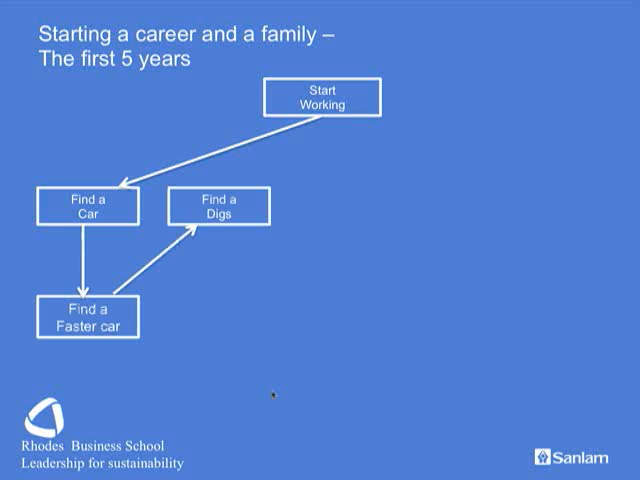 Starting a career and a family –
The first 5 years
Start
Working
Find a
Car
Find a
Digs
Find a
Faster car
Rhodes Business School
Leadership for sustainability
Sanlam